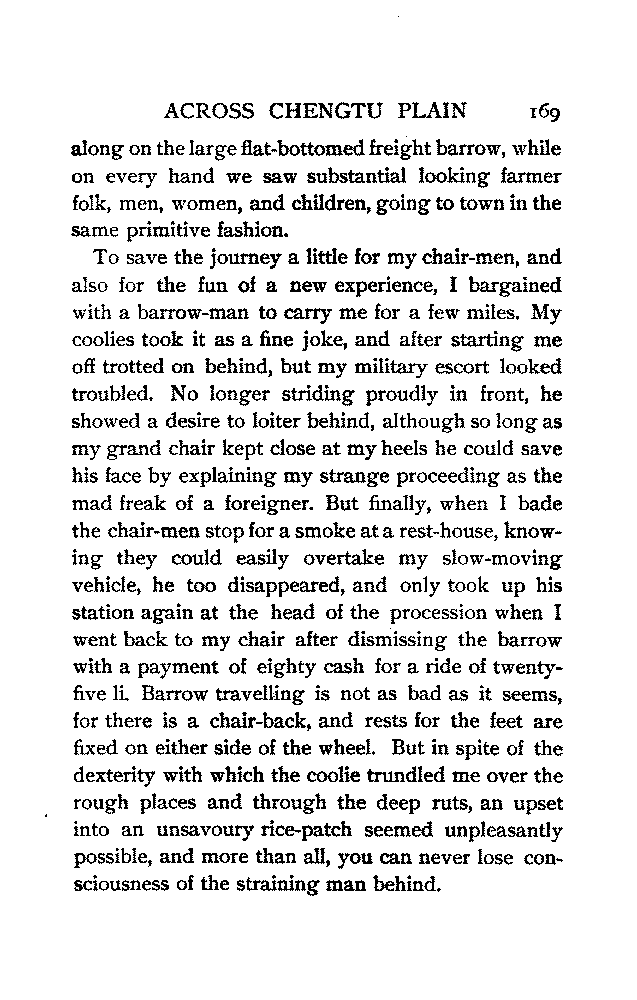 ACROSS CHENGTU PLAIN 169
along on the large flat-bottomed freight barrow, while
on every hand we saw substantial looking farmer
folk, men, women, and children, going to town in the
same primitive fashion.
To save the journey a little for my chair-men, and
also for the fun of a new experience, I bargained
with a barrow-man to carry me for a few miles. My
coolies took it as a fine joke, and after starting me
off trotted on behind, but my military escort looked
troubled. No longer striding proudly in front, he
showed a desire to loiter behind, although so long as
my grand chair kept close at my heels he could save
his face by explaining my strange proceeding as the
mad freak of a foreigner. But finally, when I bade
the chair-men stop for a smoke at a rest-house, know-
ing they could easily overtake my slow-moving
vehicle, he too disappeared, and only took up his
station again at the head of the procession when I
went back to my chair after dismissing the barrow
with a payment of eighty cash for a ride of twenty-
five li. Barrow travelling is not as bad as it seems,
for there is a chair-back, and rests for the feet are
fixed on either side of the wheel. But in spite of the
dexterity with which the coolie trundled me over the
rough places and through the deep ruts, an upset
into an unsavoury rice-patch seemed unpleasantly
possible, and more than all, you can never lose con-
sciousness of the straining man behind.